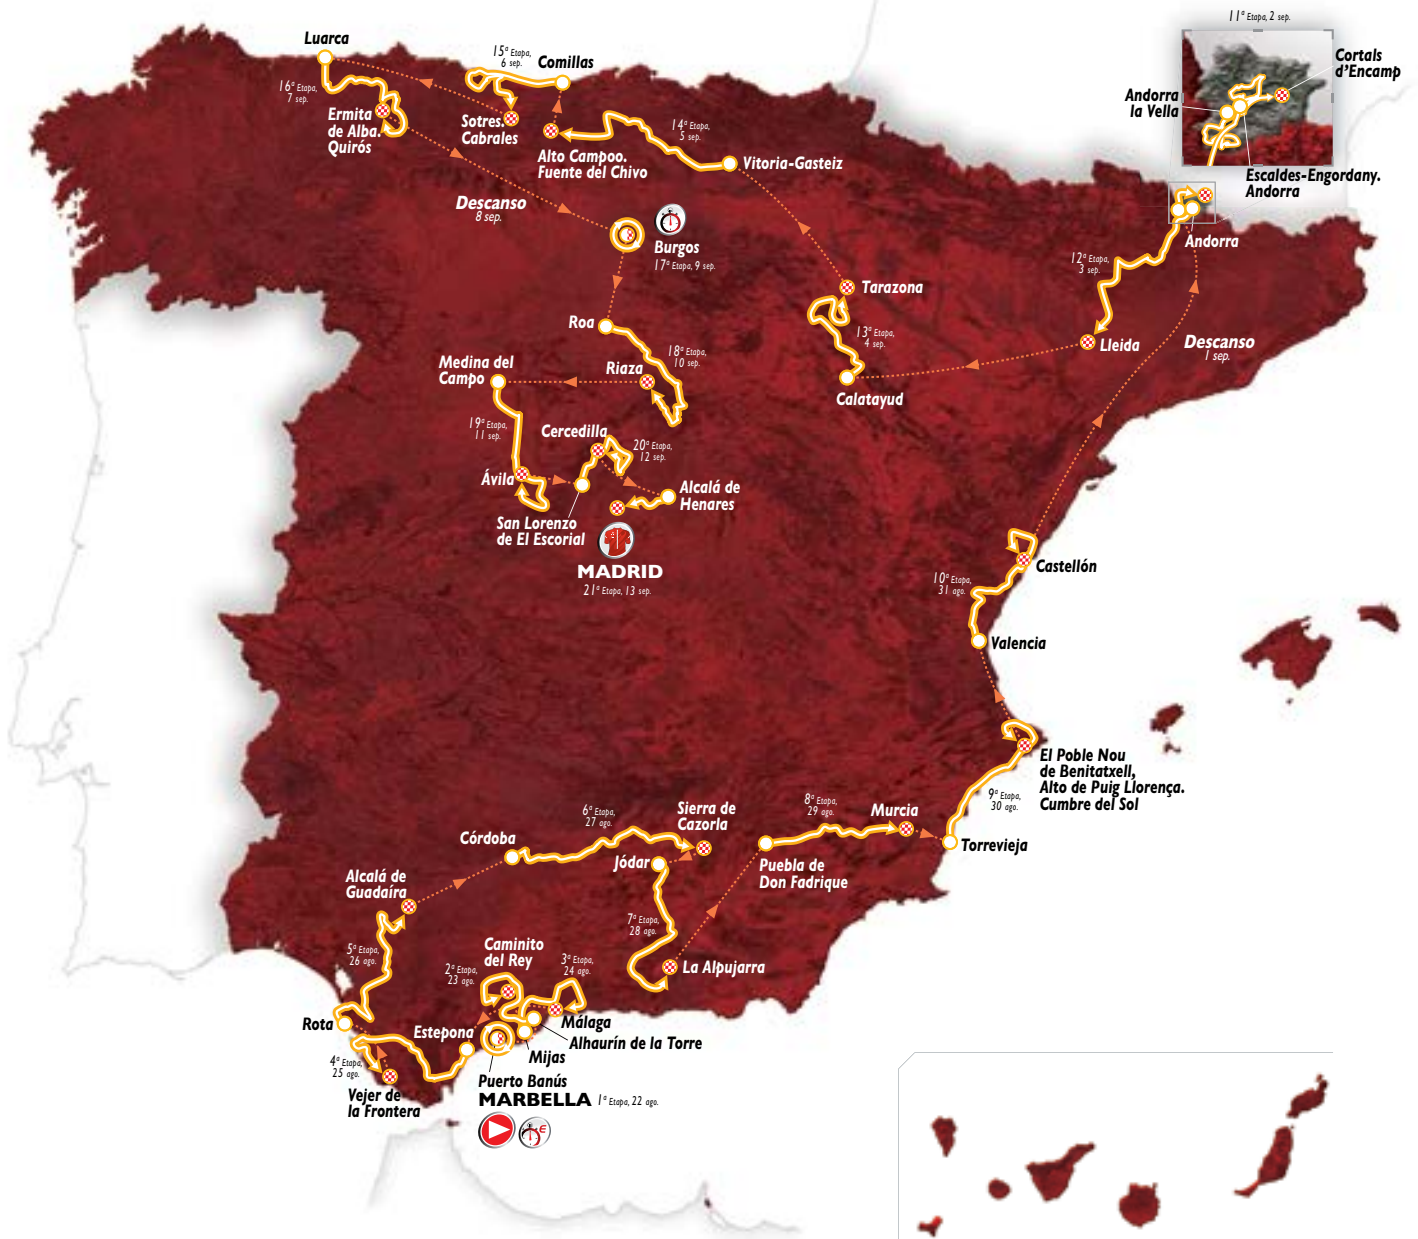 11ª Etapa, 2 sep.
Cortals
d'Encamp
Andorra
la Vella
Escaldes-Engordany.
Andorra
Luarca
16ª Etapa,
7 sep.
Ermita
de Alba.
Quirós
15ª Etapa,
6 sep.
Comillas
Sotres.
Cabrales
14ª Etapa,
5 sep.
Alto Campoo.
Fuente del Chivo
Vitoria-Gasteiz
Descanso
8 sep.
Burgos
17ª Etapa, 9 sep.
Andorra
12ª Etapa,
3 sep.
Tarazona
13ª Etapa,
4 sep.
Lleida
Descanso
1 sep.
Calatayud
Roa
18ª Etapa,
10 sep.
Riaza
Medina del
Campo
19ª Etapa,
11 sep.
Ávila
Cercedilla
20ª Etapa,
12 sep.
Alcalá de
Henares
San Lorenzo
de El Escorial
MADRID
21ª Etapa, 13 sep.
Castellón
10ª Etapa,
31 ago.
Valencia
El Poble Nou
de Benitatxell,
Alto de Puig Llorença.
Cumbre del Sol
9ª Etapa,
30 ago.
Torrevieja
8ª Etapa,
29 ago.
Murcia
Puebla de
Don Fadrique
6ª Etapa,
27 ago.
Sierra de
Cazorla
Córdoba
Jódar
7ª Etapa,
28 ago.
La Alpujarra
Alcalá de
Guadaíra
5ª Etapa,
26 ago.
Caminito
del Rey
2ª Etapa,
23 ago.
3ª Etapa,
24 ago.
Rota
Estepona
Málaga
Alhaurín de la Torre
Mijas
4ª Etapa,
25 ago.
Vejer de
la Frontera
Puerto Banús
MARBELLA 1ª Etapa, 22 ago.
E